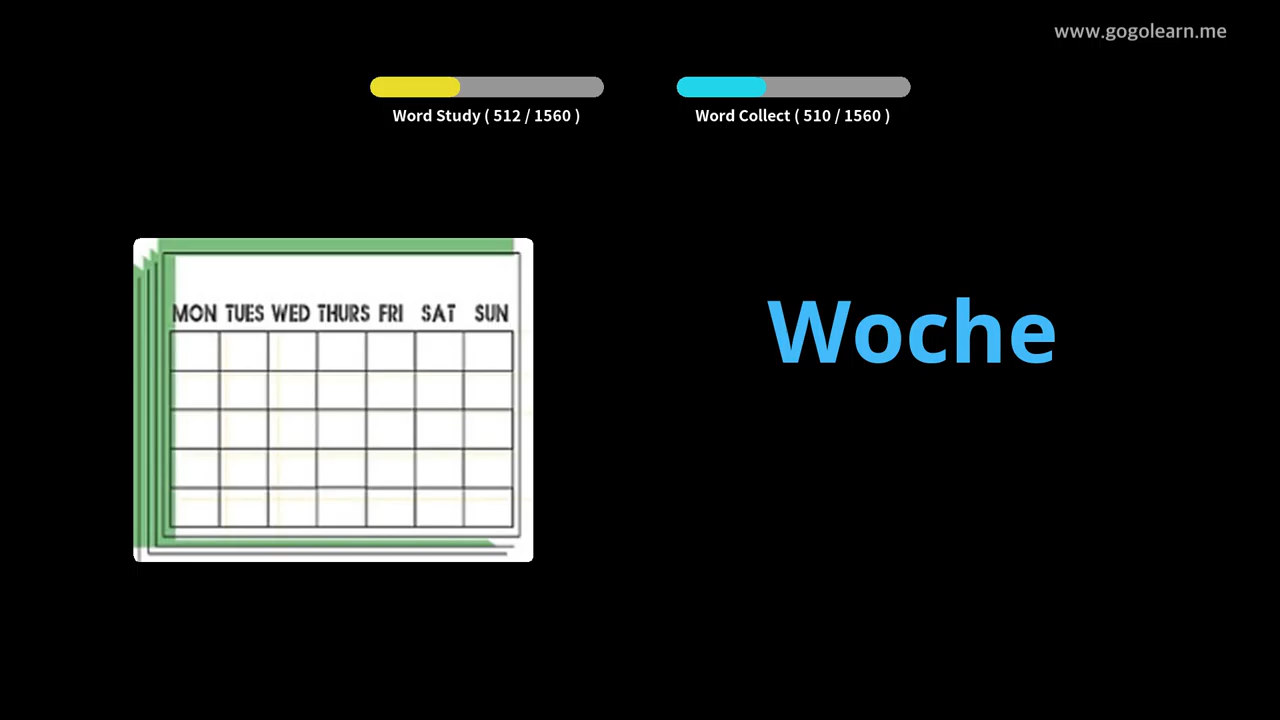 www.gogolearn.me
Word Study ( 512 / 1560 )
Word Collect ( 510 / 1560 )
MON TUES WED THURS FRI SAT SUN
Woche